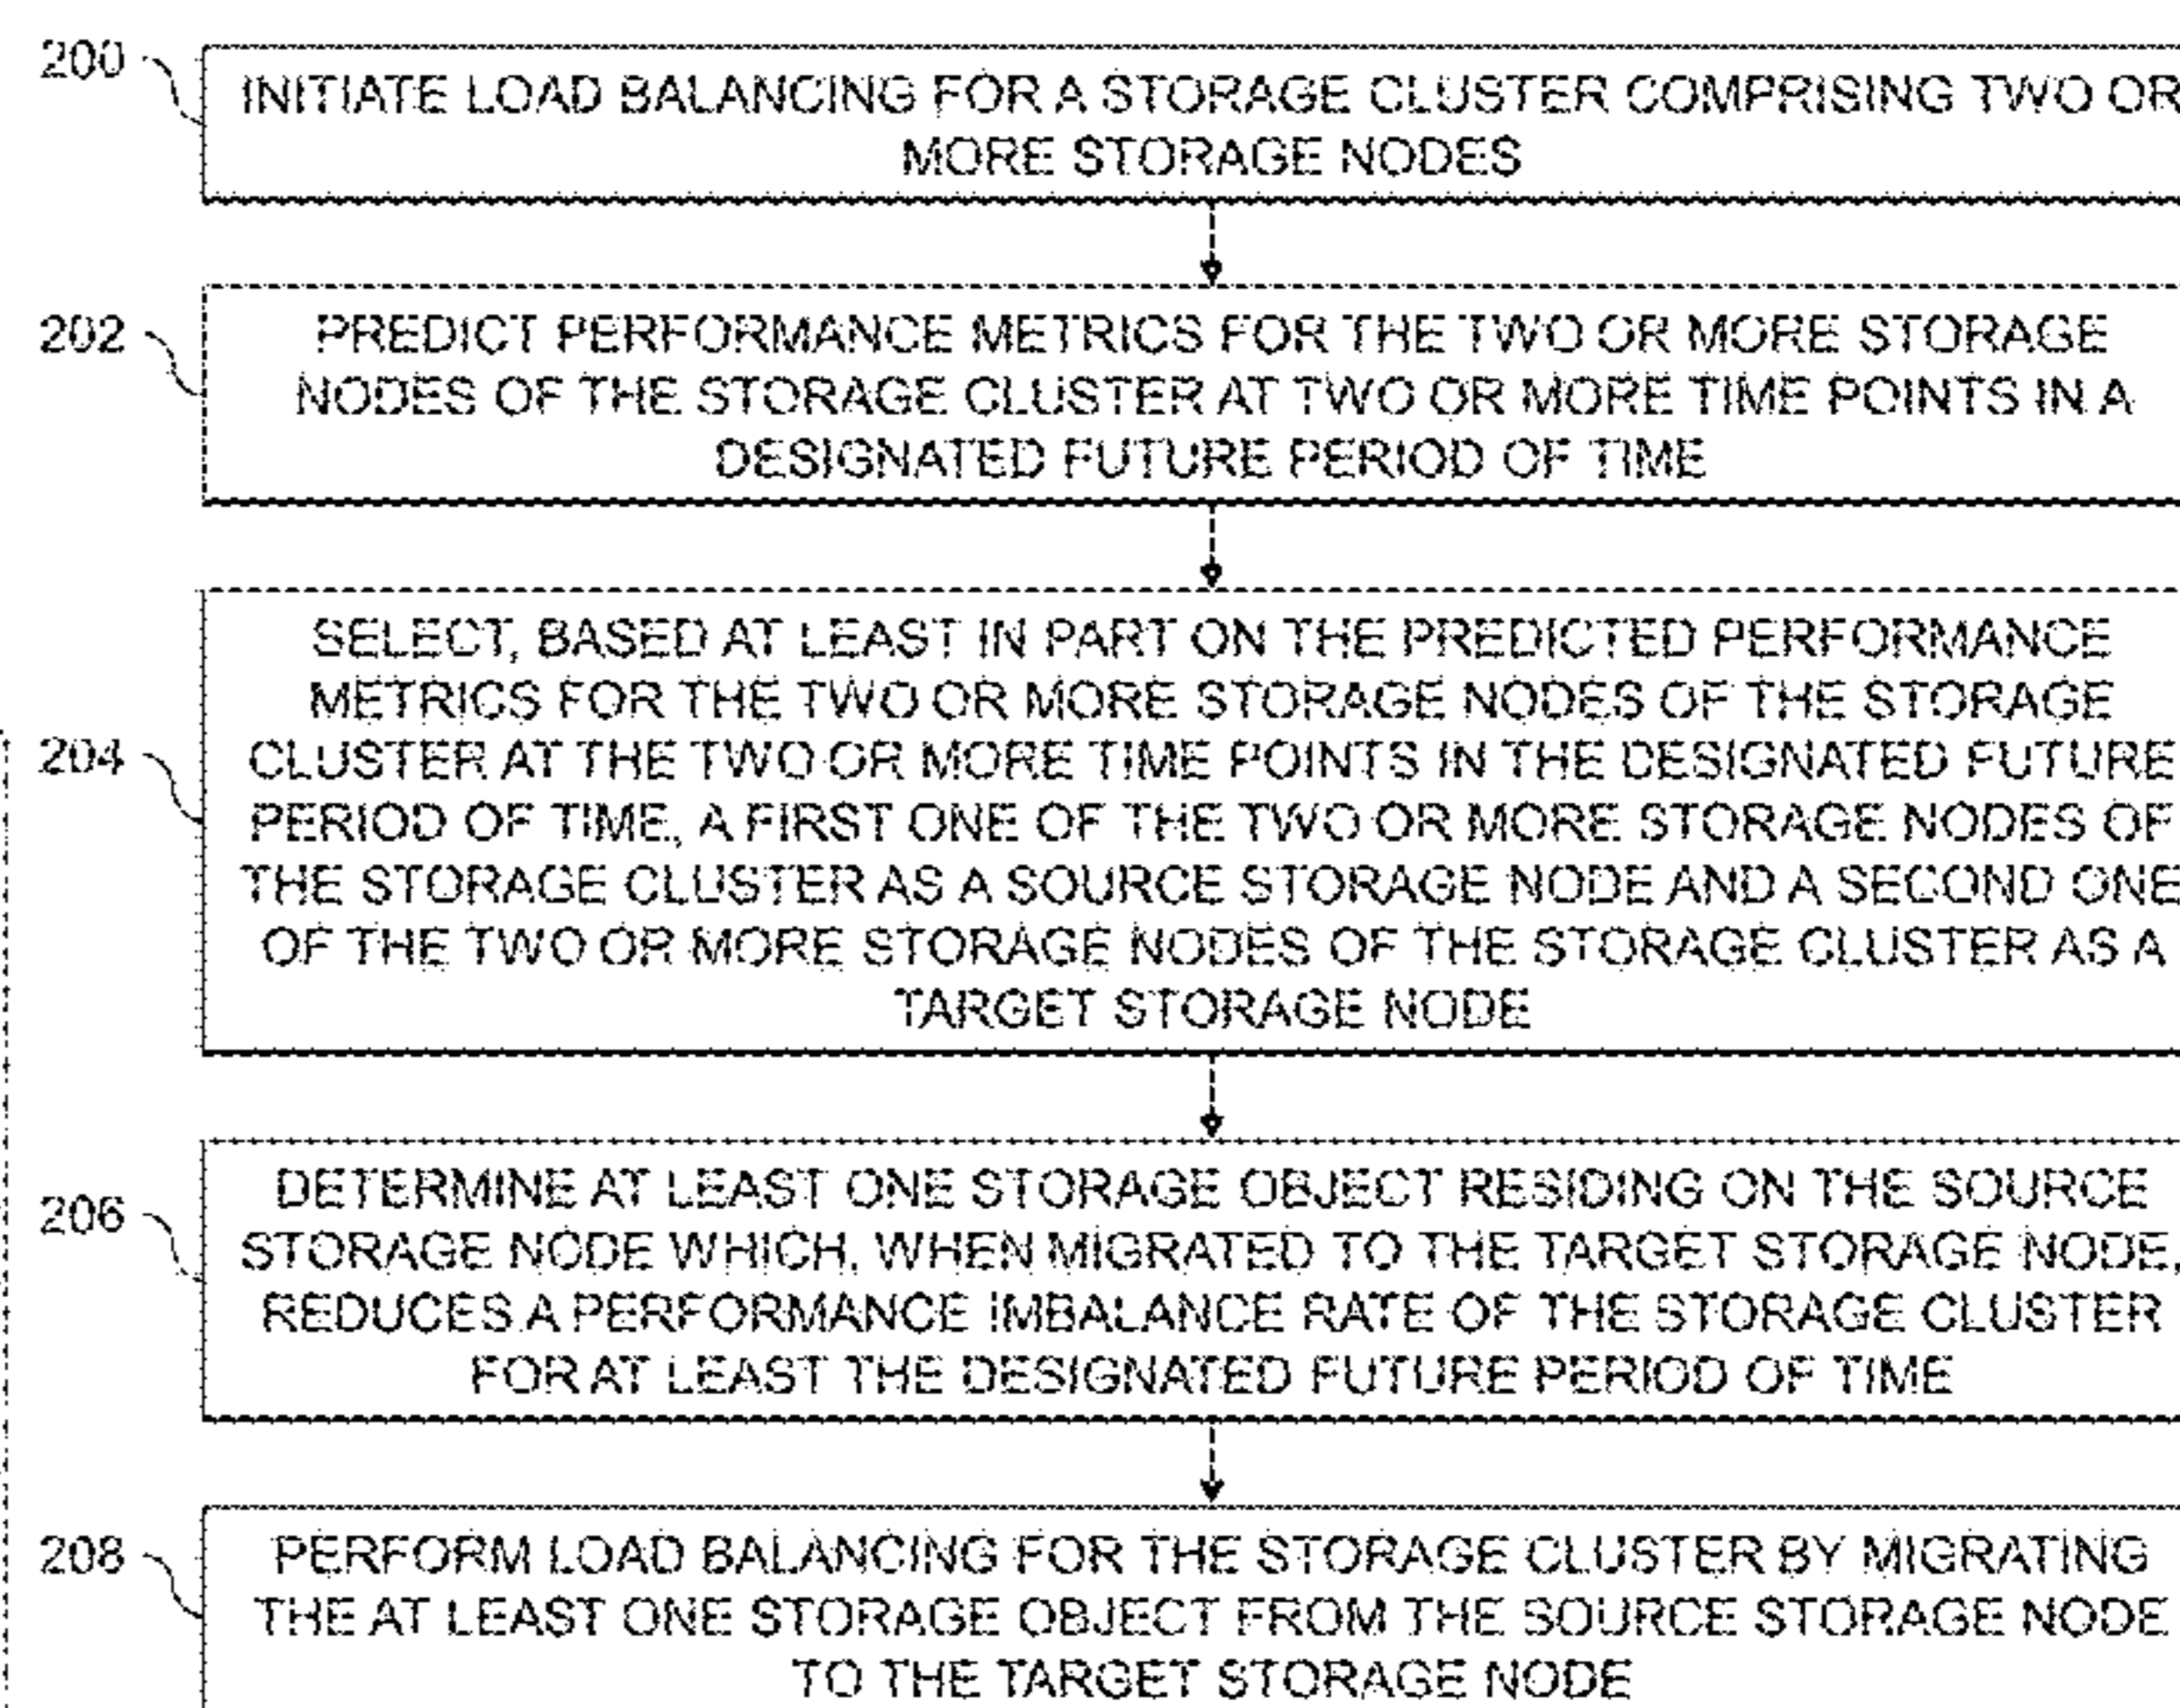 200
INITIATE LOAD BALANCING FOR A STORAGE CLUSTER COMPRISING TWO OR
MORE STORAGE NODES
202
PREDICT PERFORMANCE METRICS FOR THE TWO OR MORE STORAGE
NODES OF THE STORAGE CLUSTER AT TWO OR MORE TIME POINTS IN A
DESIGNATED FUTURE PERIOD OF TIME
204
SELECT, BASED AT LEAST IN PART ON THE PREDICTED PERFORMANCE
METRICS FOR THE TWO OR MORE STORAGE NODES OF THE STORAGE
CLUSTER AT THE TWO OR MORE TIME POINTS IN THE DESIGNATED FUTURE
PERIOD OF TIME, A FIRST ONE OF THE TWO OR MORE STORAGE NODES OF
THE STORAGE CLUSTER AS A SOURCE STORAGE NODE AND A SECOND ONE
OF THE TWO OR MORE STORAGE NODES OF THE STORAGE CLUSTER AS A
TARGET STORAGE NODE
206
DETERMINE AT LEAST ONE STORAGE OBJECT RESIDING ON THE SOURCE
STORAGE NODE WHICH, WHEN MIGRATED TO THE TARGET STORAGE NODE,
REDUCES A PERFORMANCE IMBALANCE RATE OF THE STORAGE CLUSTER
FOR AT LEAST THE DESIGNATED FUTURE PERIOD OF TIME
208
PERFORM LOAD BALANCING FOR THE STORAGE CLUSTER BY MIGRATING
THE AT LEAST ONE STORAGE OBJECT FROM THE SOURCE STORAGE NODE
TO THE TARGET STORAGE NODE